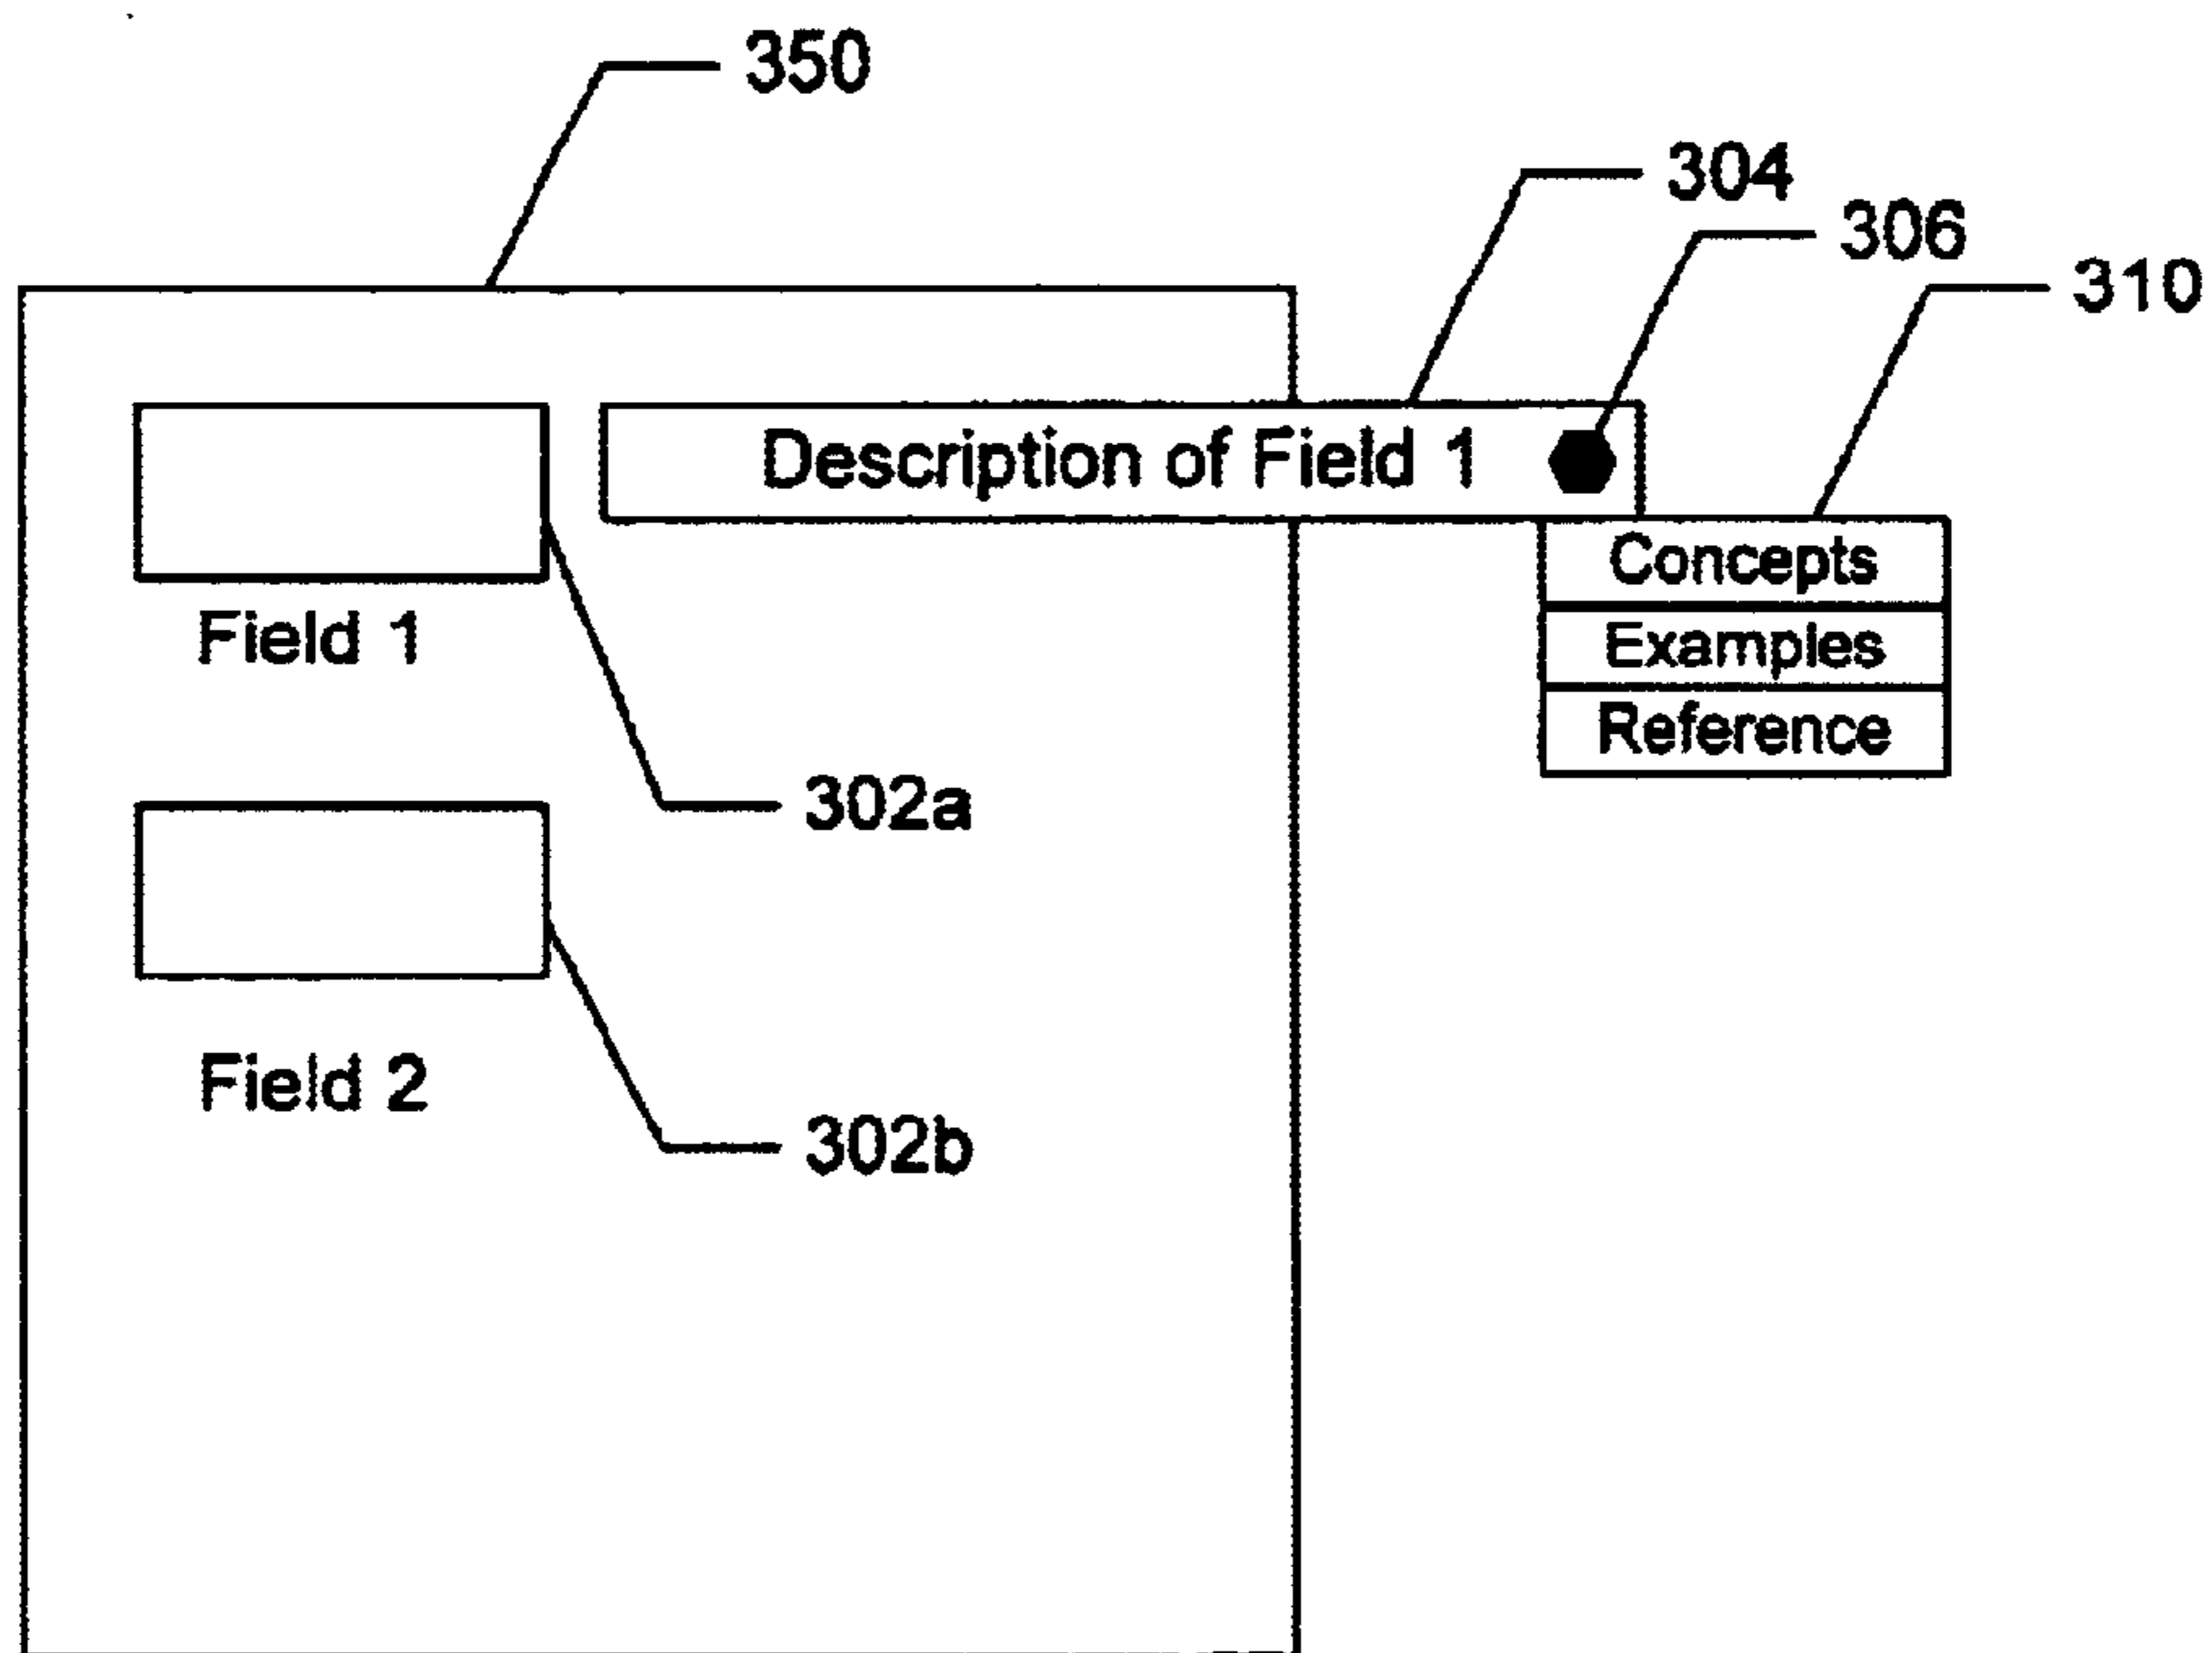 350
304
306
310
Description of Field 1
Concepts
Field 1
Examples
Reference
302a
Field 2
302b